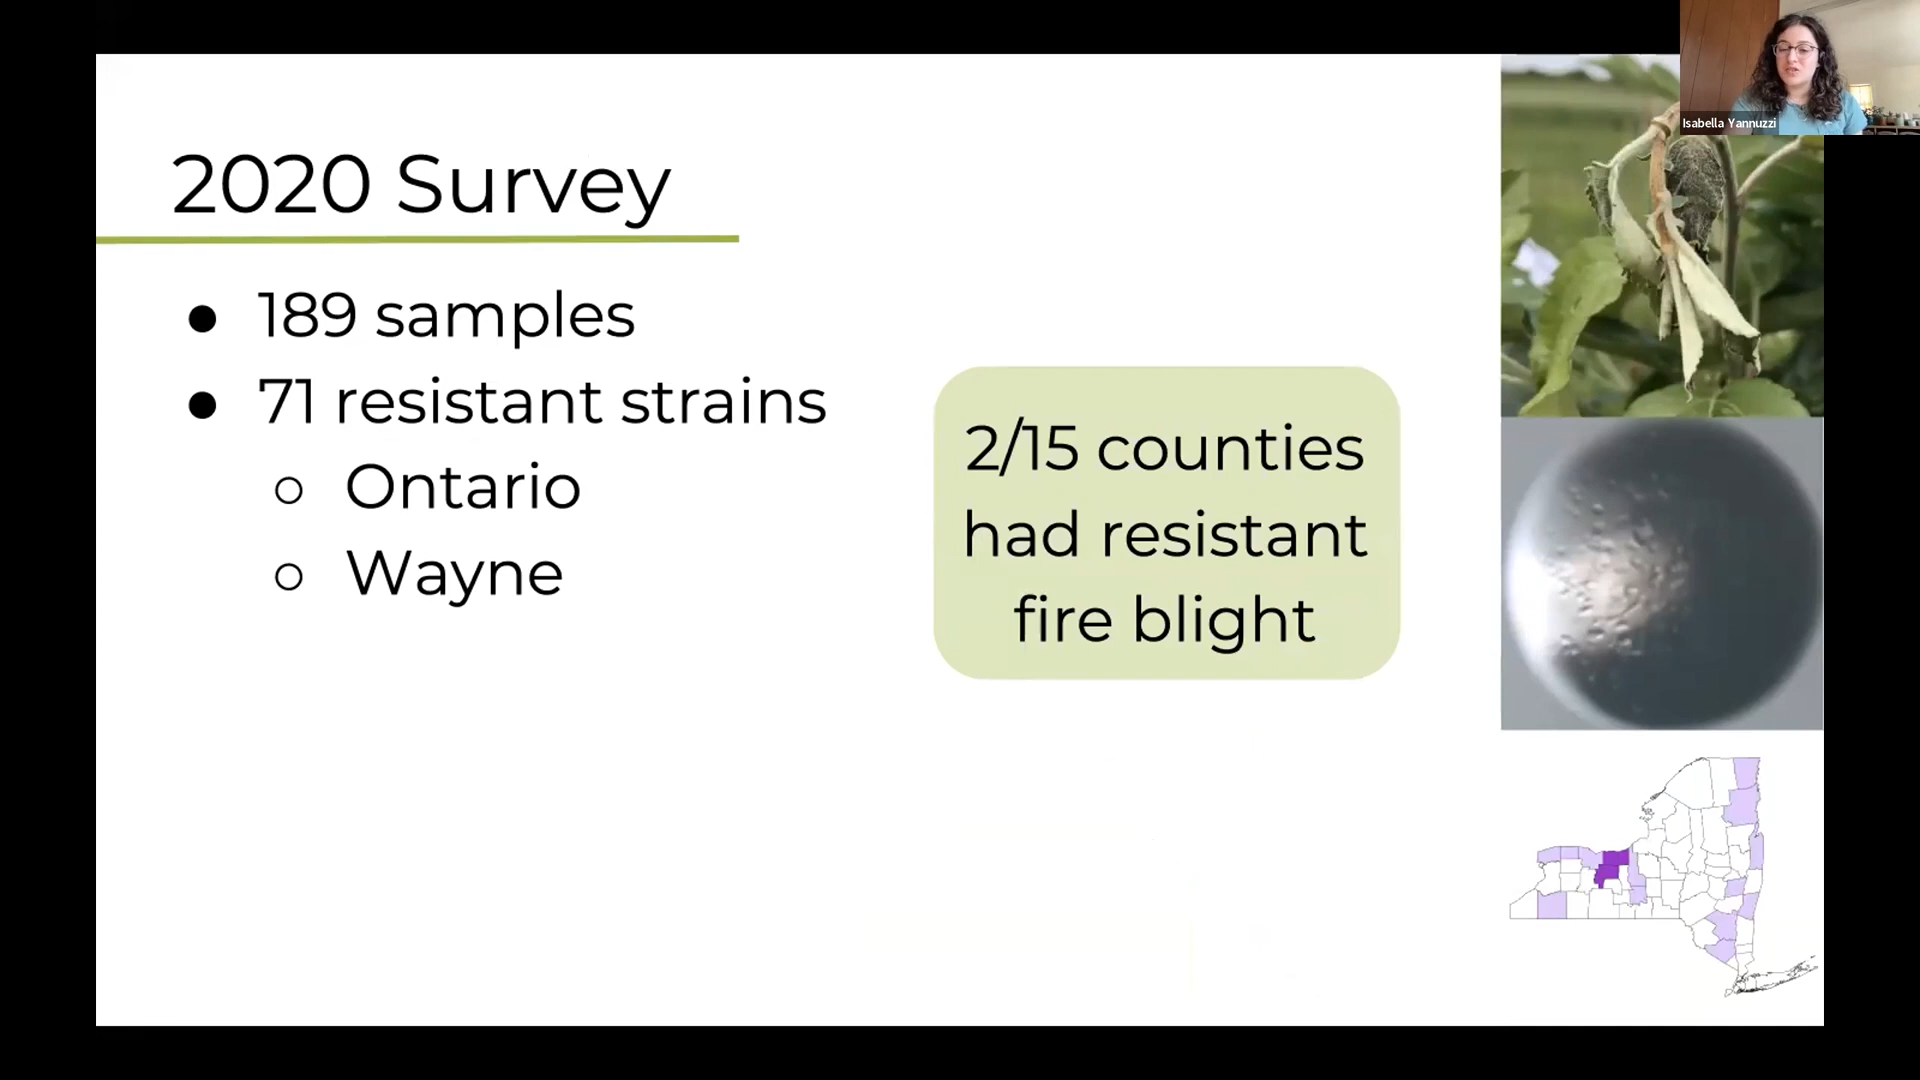 Isabella Yannuzzi
2020 Survey
● 189 samples
● 71 resistant strains
○ Ontario
○ Wayne
2/15 counties
had resistant
fire blight